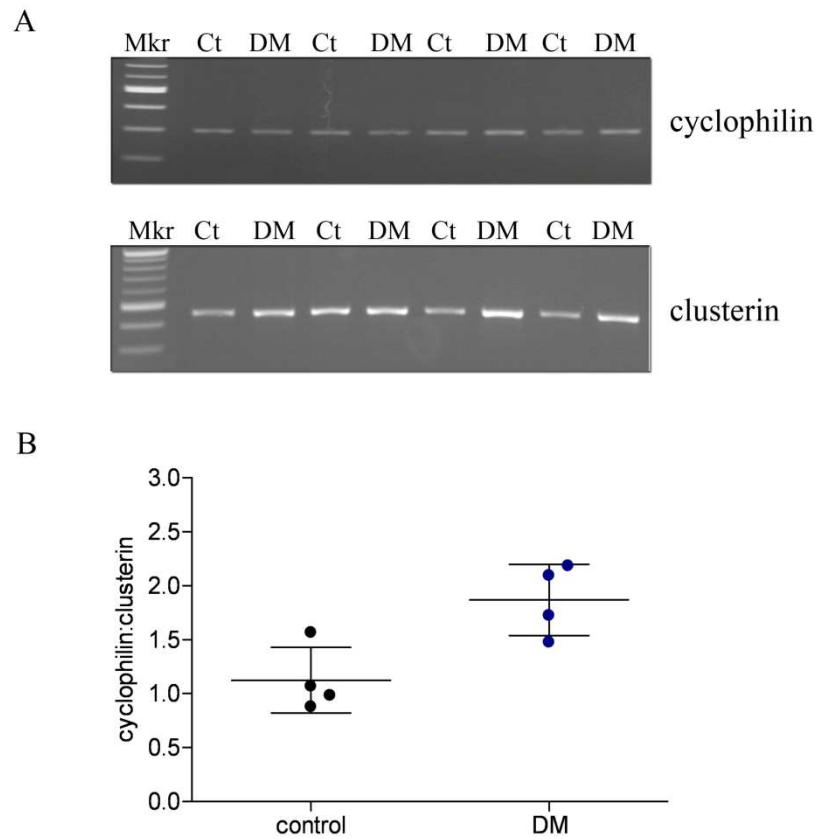 A
Mkr Ct DM Ct DM Ct DM Ct DM
cyclophilin
Mkr Ct DM Ct DM Ct DM Ct DM
clusterin
B
cyclophilin:clusterin
3.0
2.5
2.0
1.5
1.0
0.5
0.0
control DM